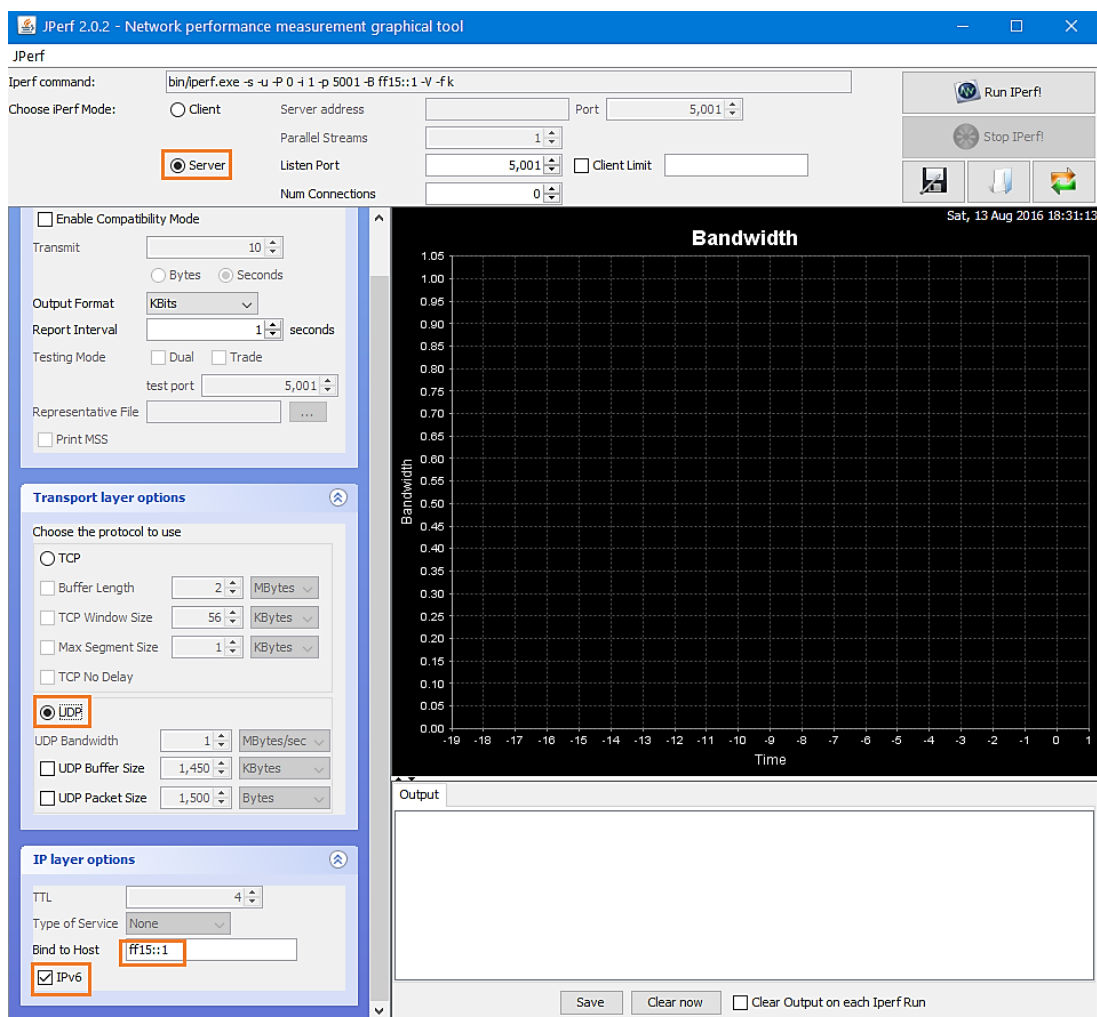 JPerf 2.0.2 - Network performance measurement graphical tool
JPerf
Iperf command: bin/iperf.exe -s -u -P 0 -i 1 -p 5001 -B ff15::1 -V -f k
Run IPerf!
Choose iPerf Mode: Client Server address Port 5,001
Parallel Streams 1
Stop IPerf!
Server Listen Port 5,001 Client Limit
Num Connections 0
Enable Compatibility Mode
Transmit 10
Bytes Seconds
Output Format KBits
Report Interval 1 seconds
Testing Mode Dual Trade
test port 5,001
Representative File ...
Print MSS
Transport layer options
Choose the protocol to use
TCP
Buffer Length 2 MBytes
TCP Window Size 56 KBytes
Max Segment Size 1 KBytes
TCP No Delay
UDP
UDP Bandwidth 1 MBytes/sec
UDP Buffer Size 1,450 KBytes
UDP Packet Size 1,500 Bytes
IP layer options
TTL 4
Type of Service None
Bind to Host ff15::1
IPv6
Sat, 13 Aug 2016 18:31:13
Bandwidth
1.05
1.00
0.95
0.90
0.85
0.80
0.75
0.70
0.65
0.60
0.55
0.50
0.45
0.40
0.35
0.30
0.25
0.20
0.15
0.10
0.05
0.00
Bandwidth
-19 -18 -17 -16 -15 -14 -13 -12 -11 -10 -9 -8 -7 -6 -5 -4 -3 -2 -1 0 1
Time
Output
Save Clear now Clear Output on each Iperf Run